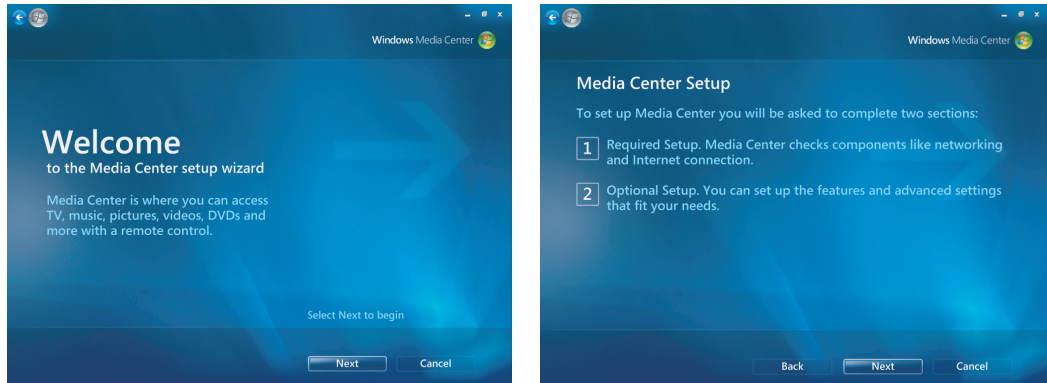 Windows Media Center
Welcome
to the Media Center setup wizard
Media Center is where you can access
TV, music, pictures, videos, DVDs and
more with a remote control.
Select Next to begin
Next
Cancel
Windows Media Center
Media Center Setup
To set up Media Center you will be asked to complete two sections:
1 Required Setup. Media Center checks components like networking
and Internet connection.
2 Optional Setup. You can set up the features and advanced settings
that fit your needs.
Back
Next
Cancel